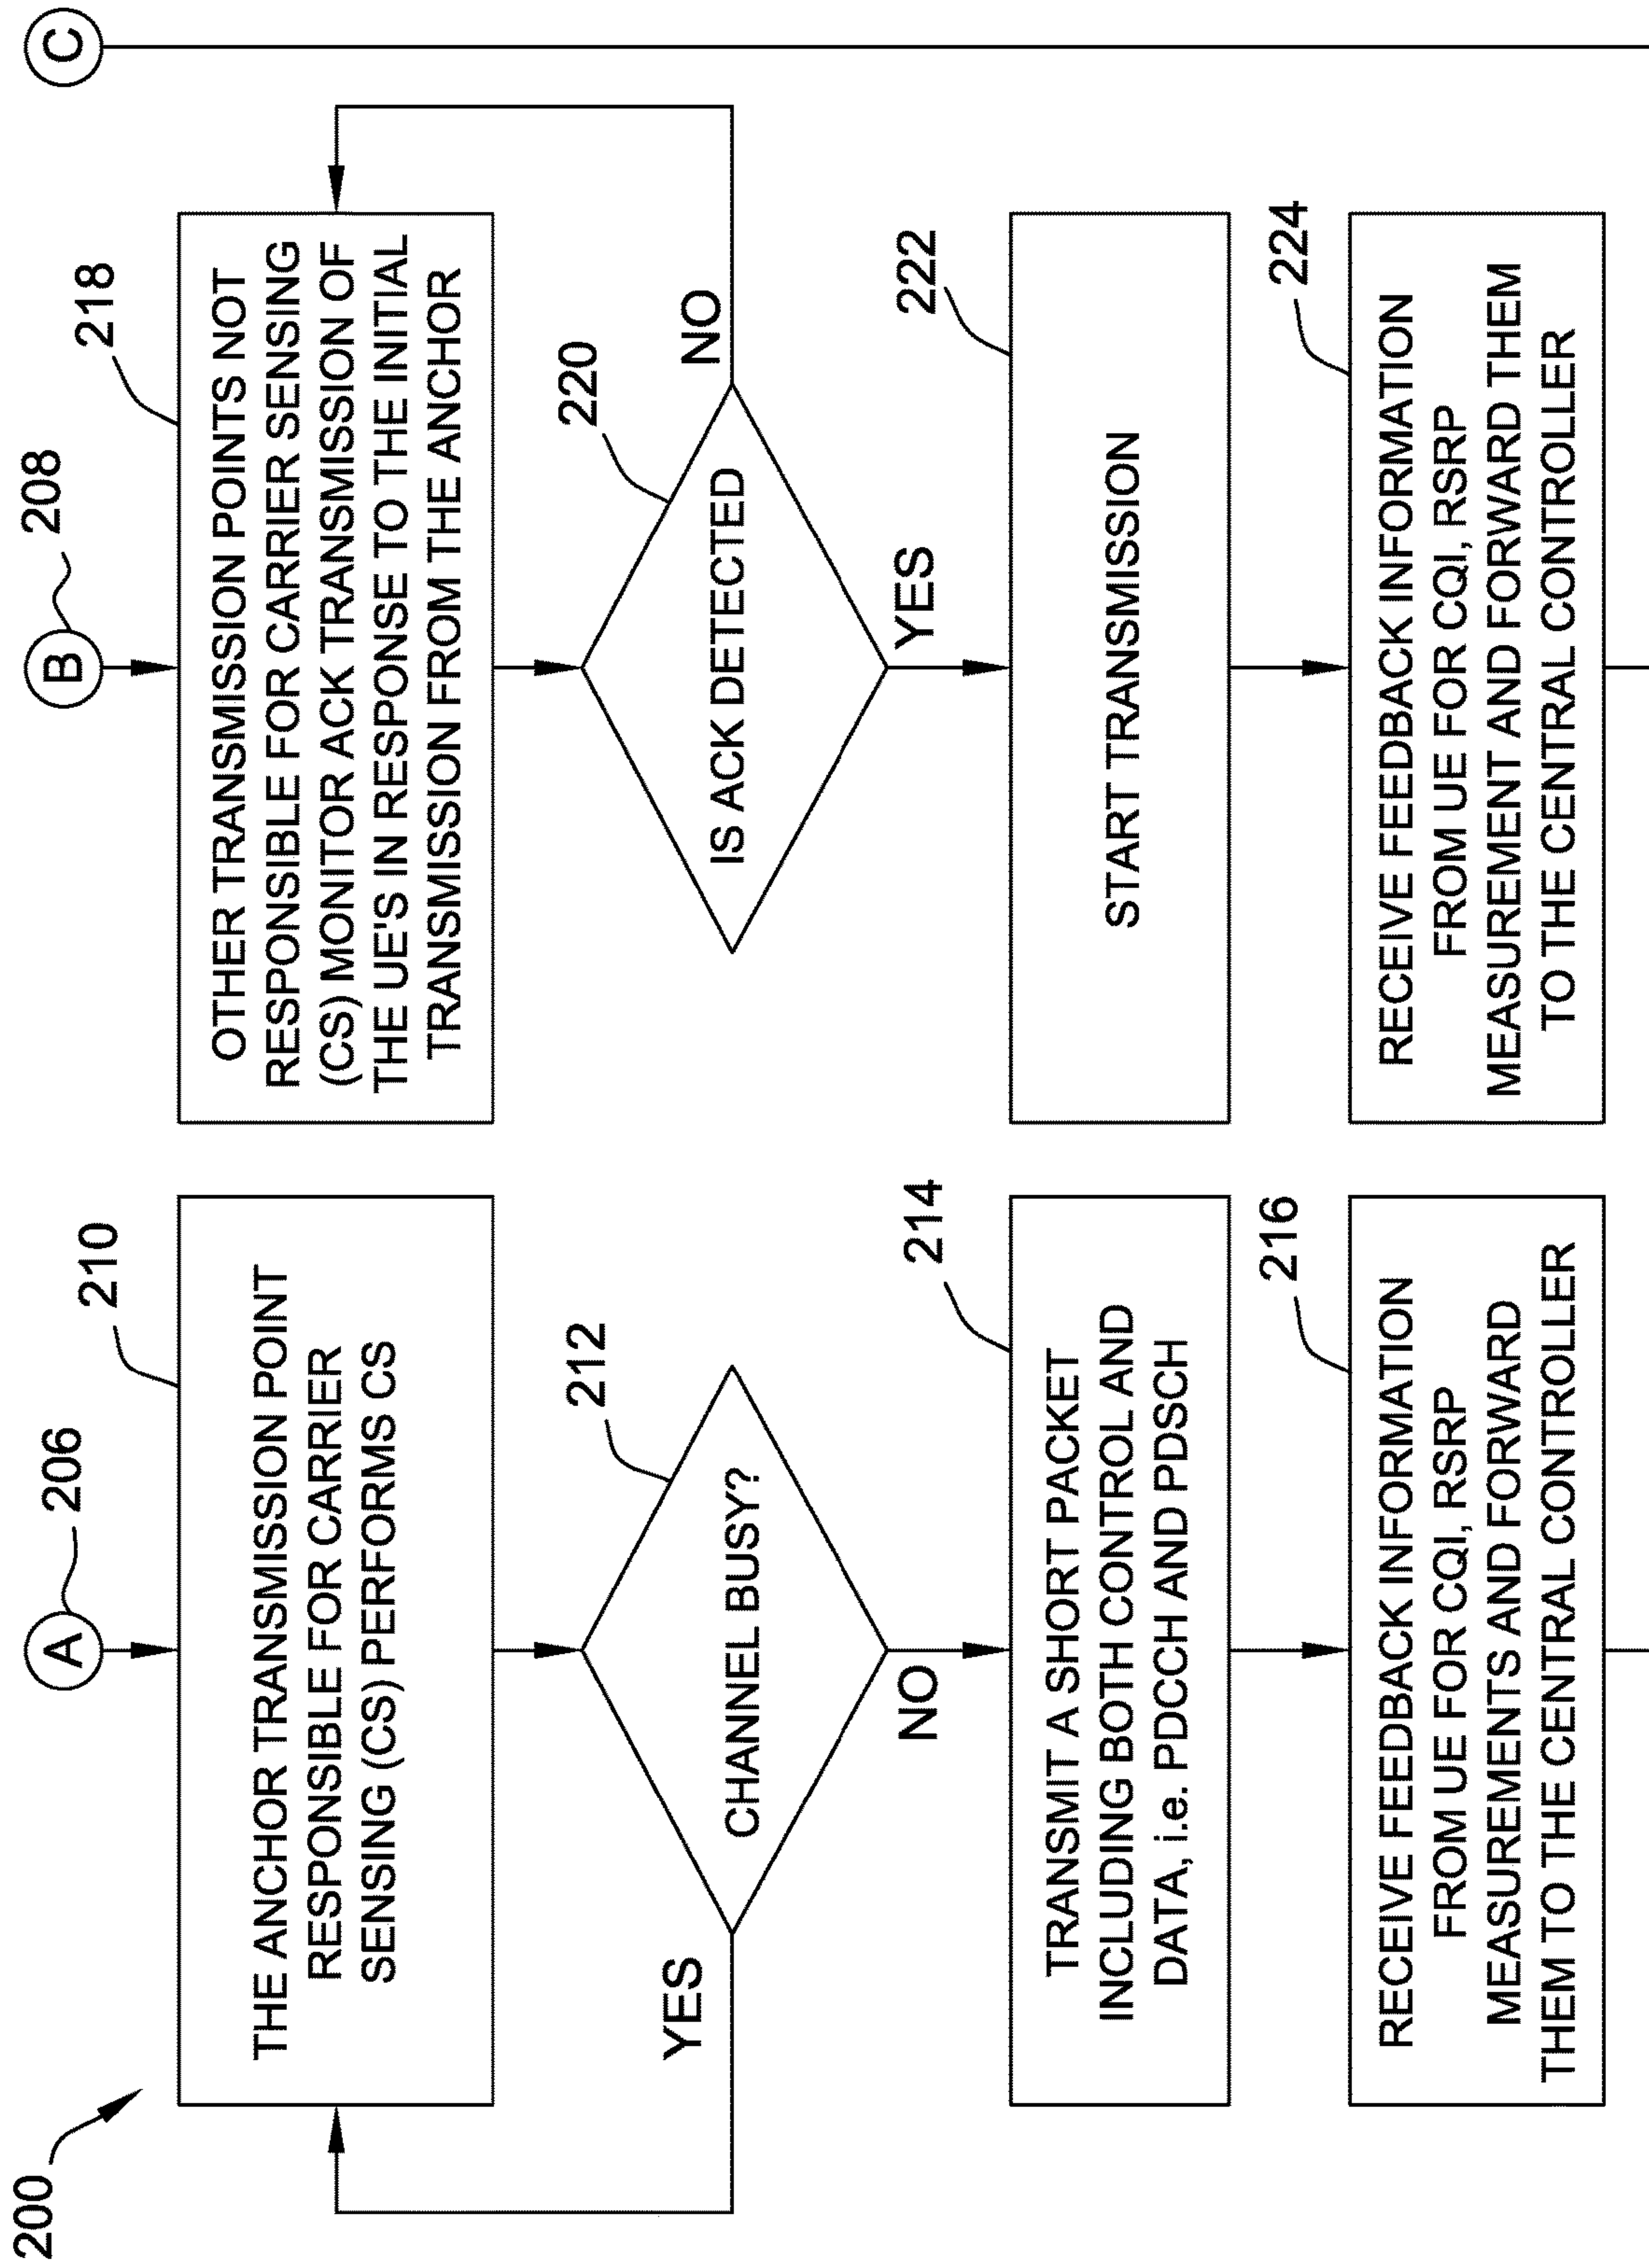 200
A
206
210
THE ANCHOR TRANSMISSION POINT
RESPONSIBLE FOR CARRIER
SENSING (CS) PERFORMS CS
212
CHANNEL BUSY?
YES
NO
214
TRANSMIT A SHORT PACKET
INCLUDING BOTH CONTROL AND
DATA, i.e. PDCCH AND PDSCH
216
RECEIVE FEEDBACK INFORMATION
FROM UE FOR CQI, RSRP
MEASUREMENTS AND FORWARD
THEM TO THE CENTRAL CONTROLLER
B
208
218
OTHER TRANSMISSION POINTS NOT
RESPONSIBLE FOR CARRIER SENSING
(CS) MONITOR ACK TRANSMISSION OF
THE UE'S IN RESPONSE TO THE INITIAL
TRANSMISSION FROM THE ANCHOR
220
IS ACK DETECTED
NO
YES
222
START TRANSMISSION
224
RECEIVE FEEDBACK INFORMATION
FROM UE FOR CQI, RSRP
MEASUREMENT AND FORWARD THEM
TO THE CENTRAL CONTROLLER
C